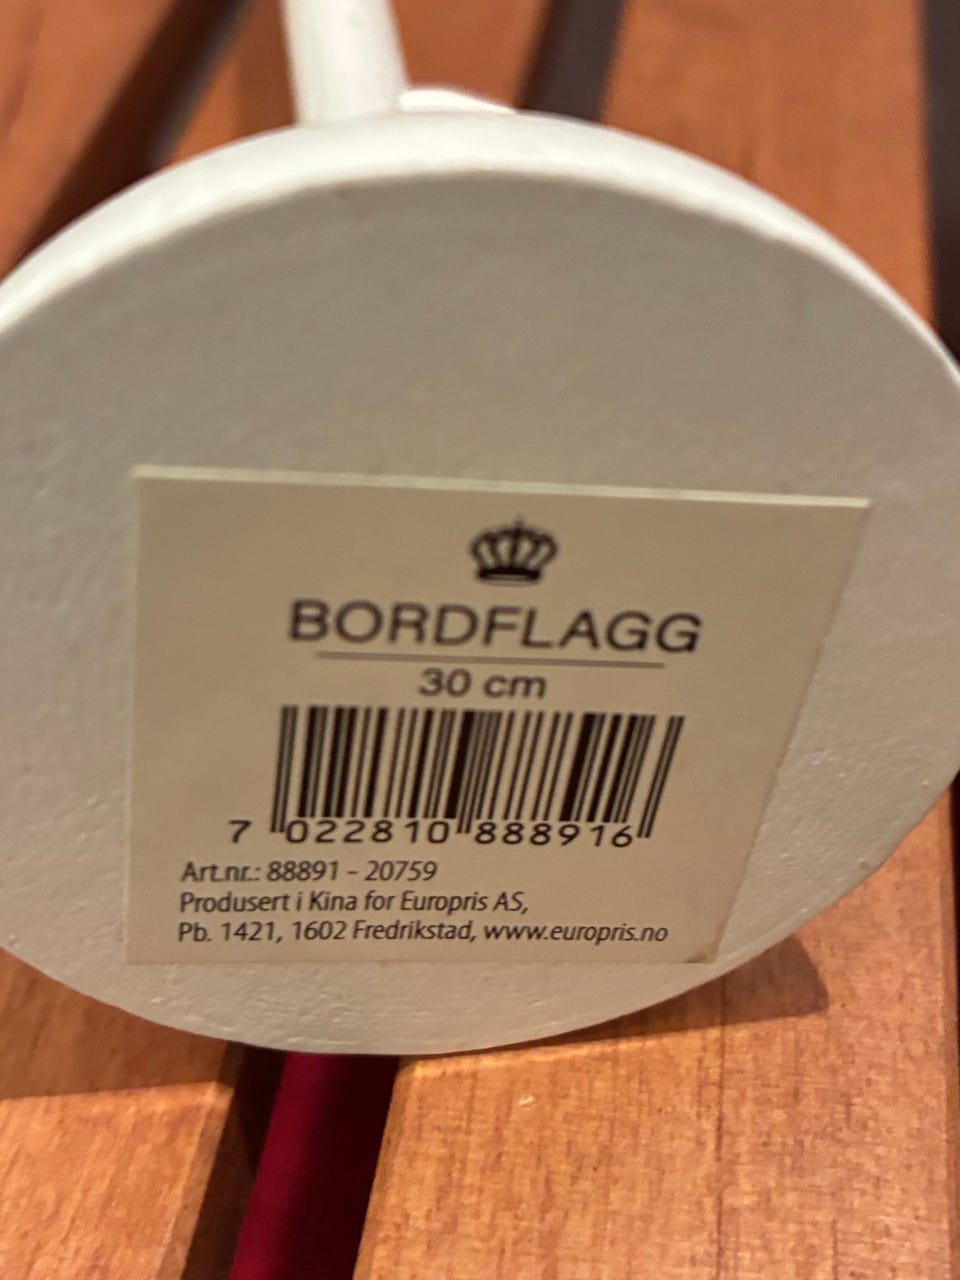 BORDFLAGG
30 cm
7 022810 888916
Art.nr.: 88891 - 20759
Produsert i Kina for Europris AS,
Pb. 1421, 1602 Fredrikstad, www.europris.no